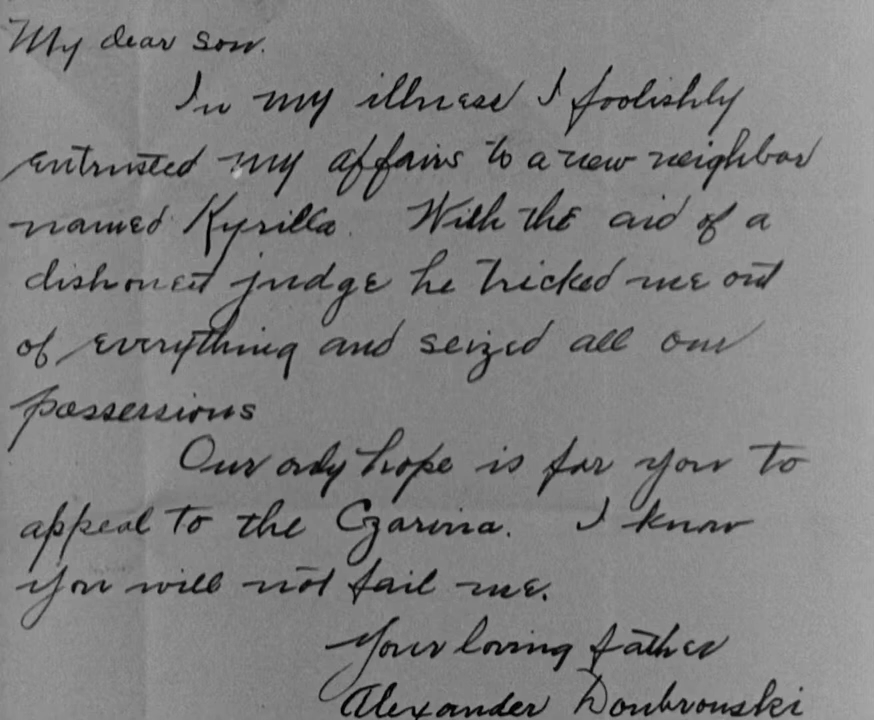 My dear son.
In my illness I foolishly
entrusted my affairs to a new neighbor
named Kyrilla. With the aid of a
dishonest judge he tricked me out
of everything and seized all our
possessions
Our only hope is for you to
appeal to the Czarina. I know
you will not fail me.
Your loving father
Alexander Doubrouski